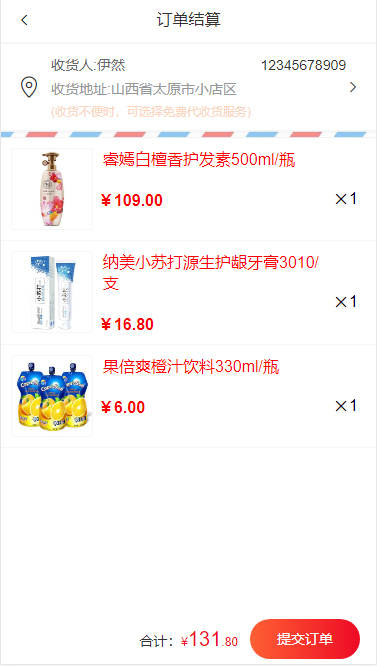 订单结算
收货人:伊然 12345678909
收货地址:山西省太原市小店区
(收货不便时，可选择免费代收货服务)
睿嫣白檀香护发素500ml/瓶
￥109.00 ×1
纳美小苏打源生护龈牙膏3010/
支
小苏打
￥16.80 ×1
果倍爽橙汁饮料330ml/瓶
￥6.00 ×1
合计：¥131.80 提交订单